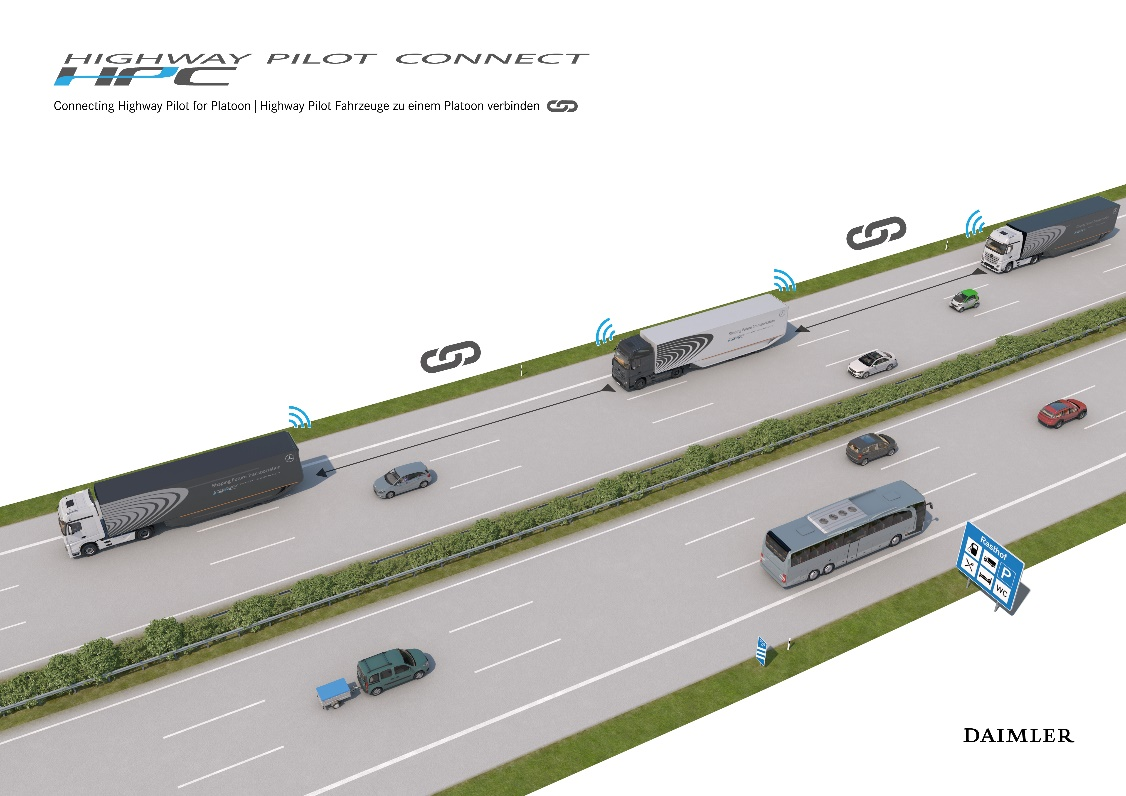 HIGHWAY PILOT CONNECT
HPC
Connecting Highway Pilot for Platoon | Highway Pilot Fahrzeuge zu einem Platoon verbinden
Rasthof
P
WC
DAIMLER